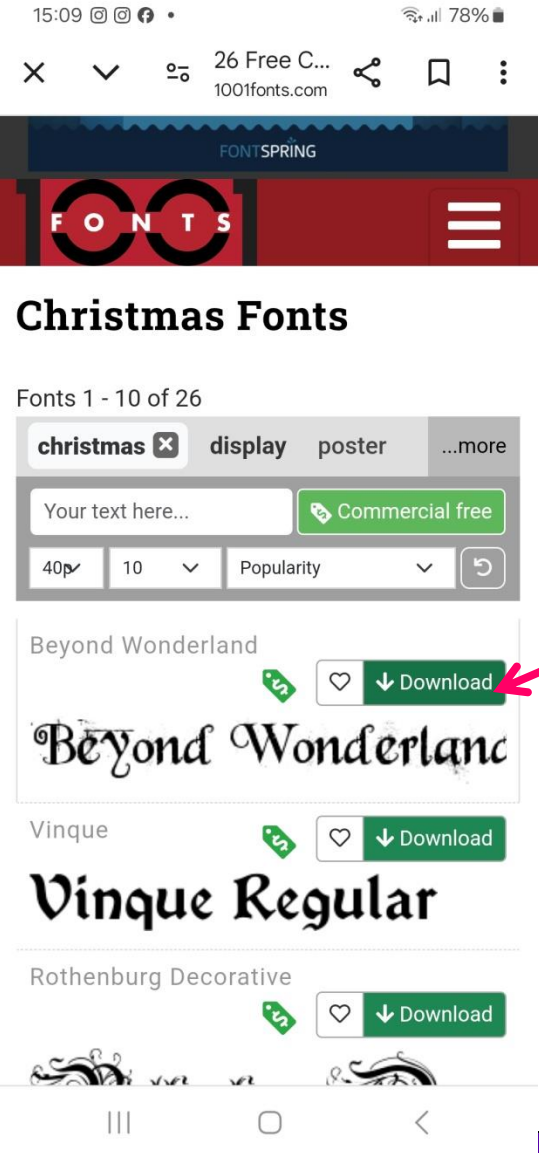 15:09
78%
26 Free C...
1001fonts.com
FONTSPRING
FONTS
Christmas Fonts
Fonts 1 - 10 of 26
christmas display poster ...more
Your text here... Commercial free
40p 10 Popularity
Beyond Wonderland
Download
Beyond Wonderland
Vinque
Download
Vinque Regular
Rothenburg Decorative
Download